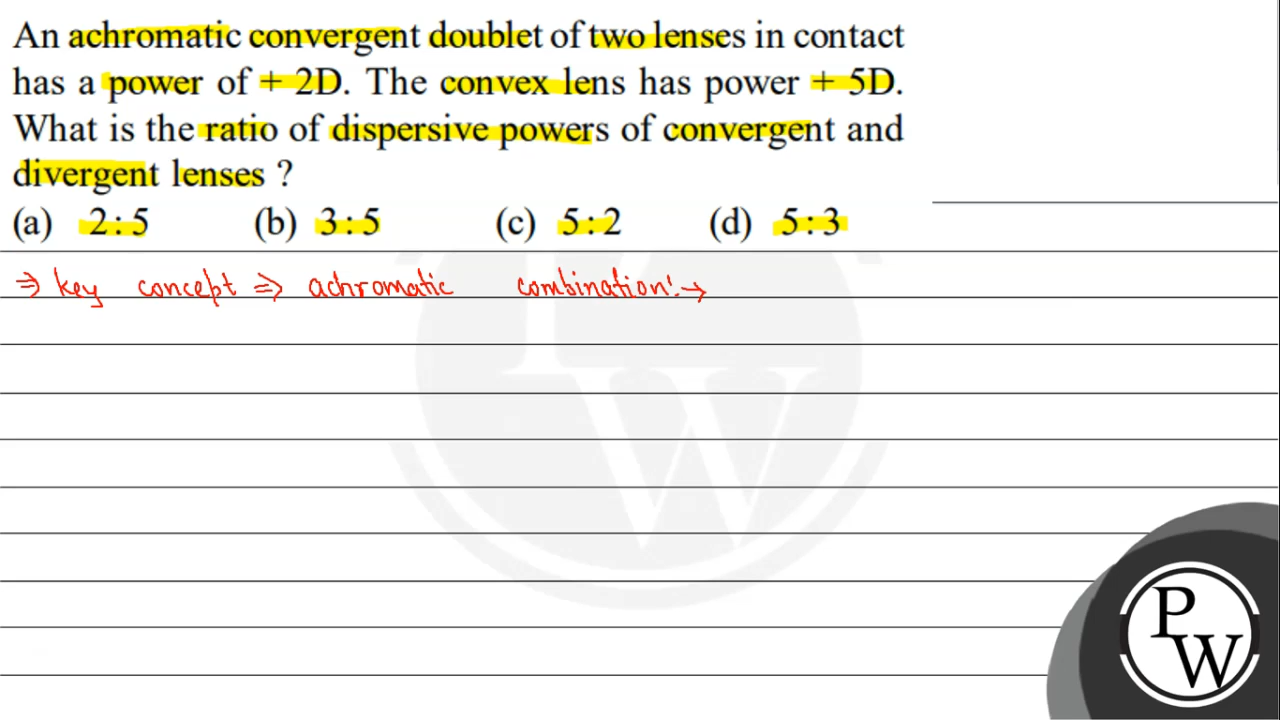 An achromatic convergent doublet of two lenses in contact
has a power of + 2D. The convex lens has power + 5D.
What is the ratio of dispersive powers of convergent and
divergent lenses ?
(a) 2 : 5 (b) 3 : 5 (c) 5 : 2 (d) 5 : 3
⇒ key concept ⇒ achromatic combination:→
PW
PW